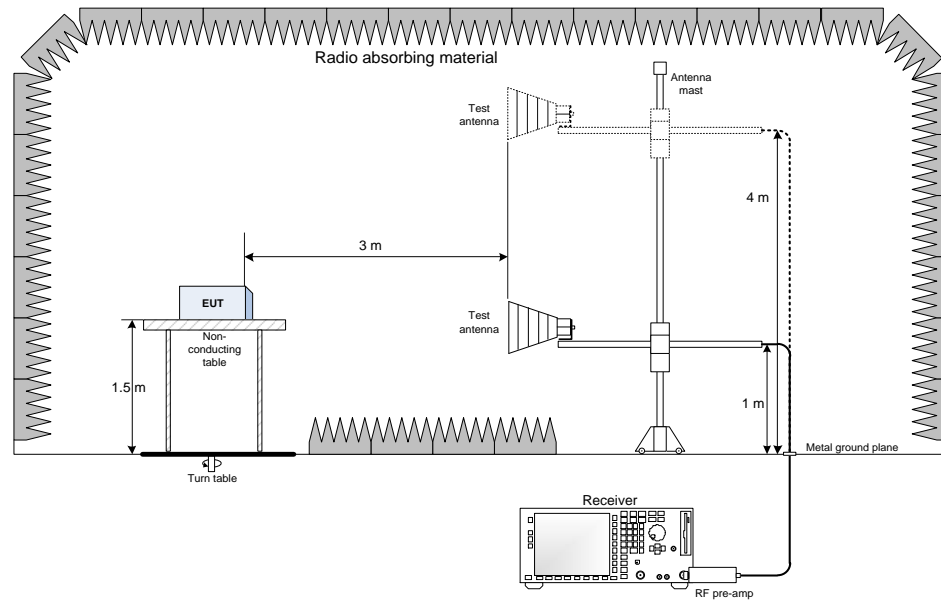 Radio absorbing material
Antenna
mast
Test
antenna
4 m
3 m
EUT
Test
antenna
Non-
conducting
table
1.5 m
1 m
Metal ground plane
Turn table
Receiver
RF pre-amp